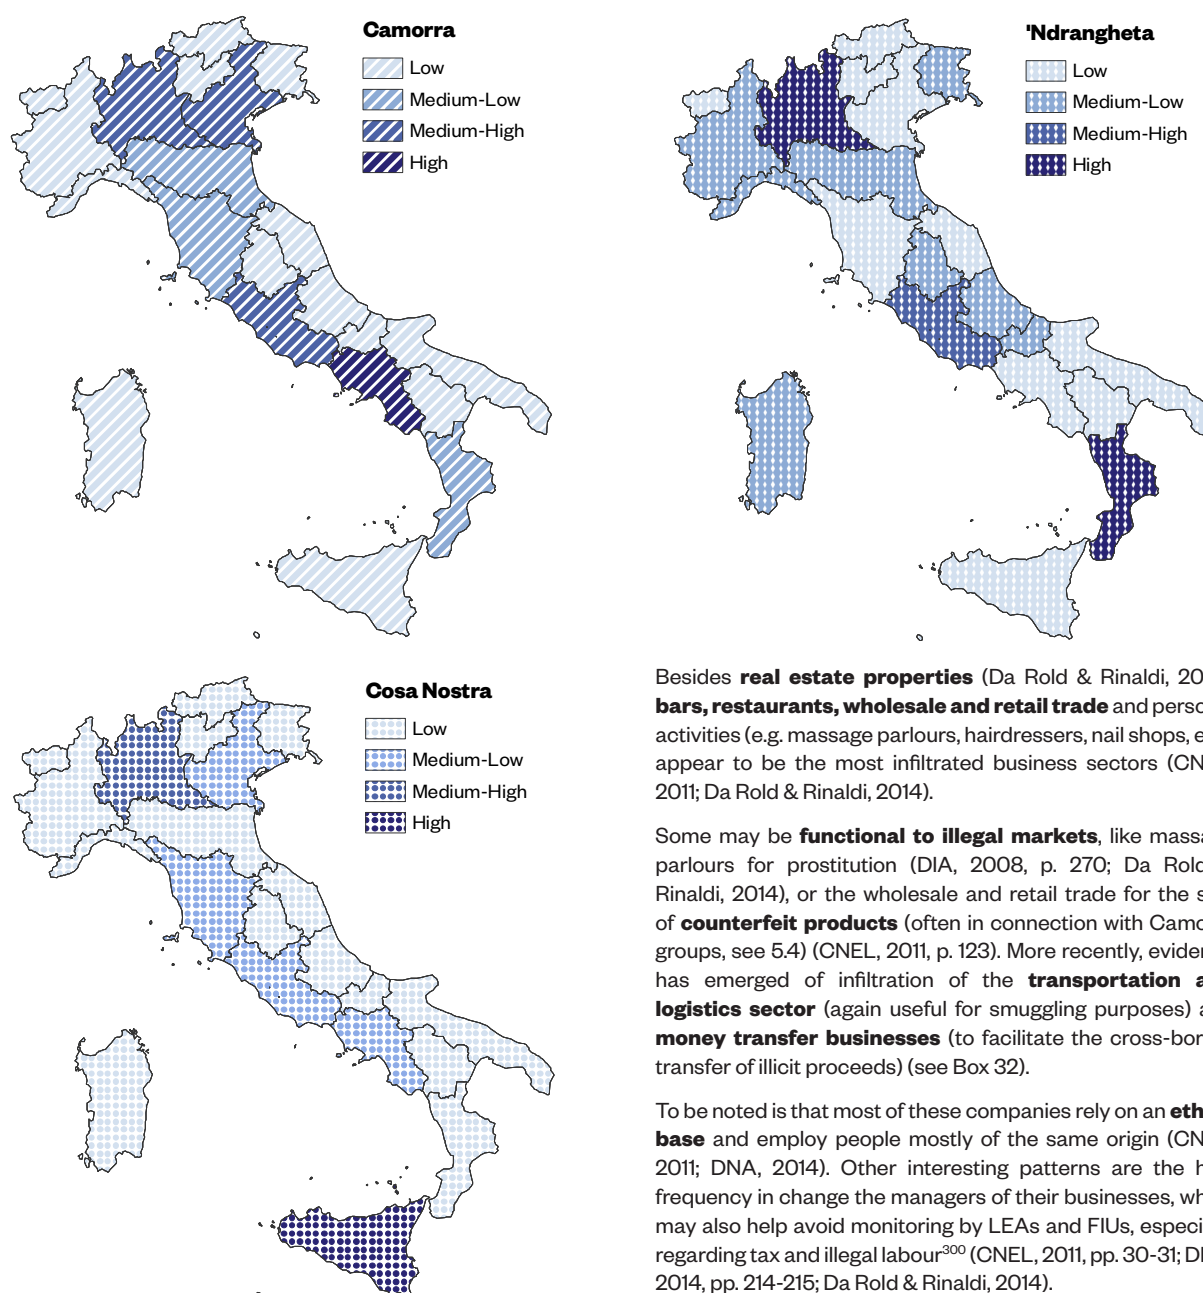 Camorra
Low
Medium-Low
Medium-High
High
'Ndrangheta
Low
Medium-Low
Medium-High
High
Cosa Nostra
Low
Medium-Low
Medium-High
High
Besides real estate properties (Da Rold & Rinaldi,
bars, restaurants, wholesale and retail trade and
activities (e.g. massage parlours, hairdressers, nail shops,
appear to be the most infiltrated business sectors
2011; Da Rold & Rinaldi, 2014).
Some may be functional to illegal markets, like
parlours for prostitution (DIA, 2008, p. 270; Da Rold
Rinaldi, 2014), or the wholesale and retail trade for the
of counterfeit products (often in connection with
groups, see 5.4) (CNEL, 2011, p. 123). More recently,
has emerged of infiltration of the transportation
logistics sector (again useful for smuggling purposes)
money transfer businesses (to facilitate the
transfer of illicit proceeds) (see Box 32).
To be noted is that most of these companies rely on an
base and employ people mostly of the same origin
2011; DNA, 2014). Other interesting patterns are the
frequency in change the managers of their businesses,
may also help avoid monitoring by LEAs and FIUs,
regarding tax and illegal labour300 (CNEL, 2011, pp. 30-31;
2014, pp. 214-215; Da Rold & Rinaldi, 2014).